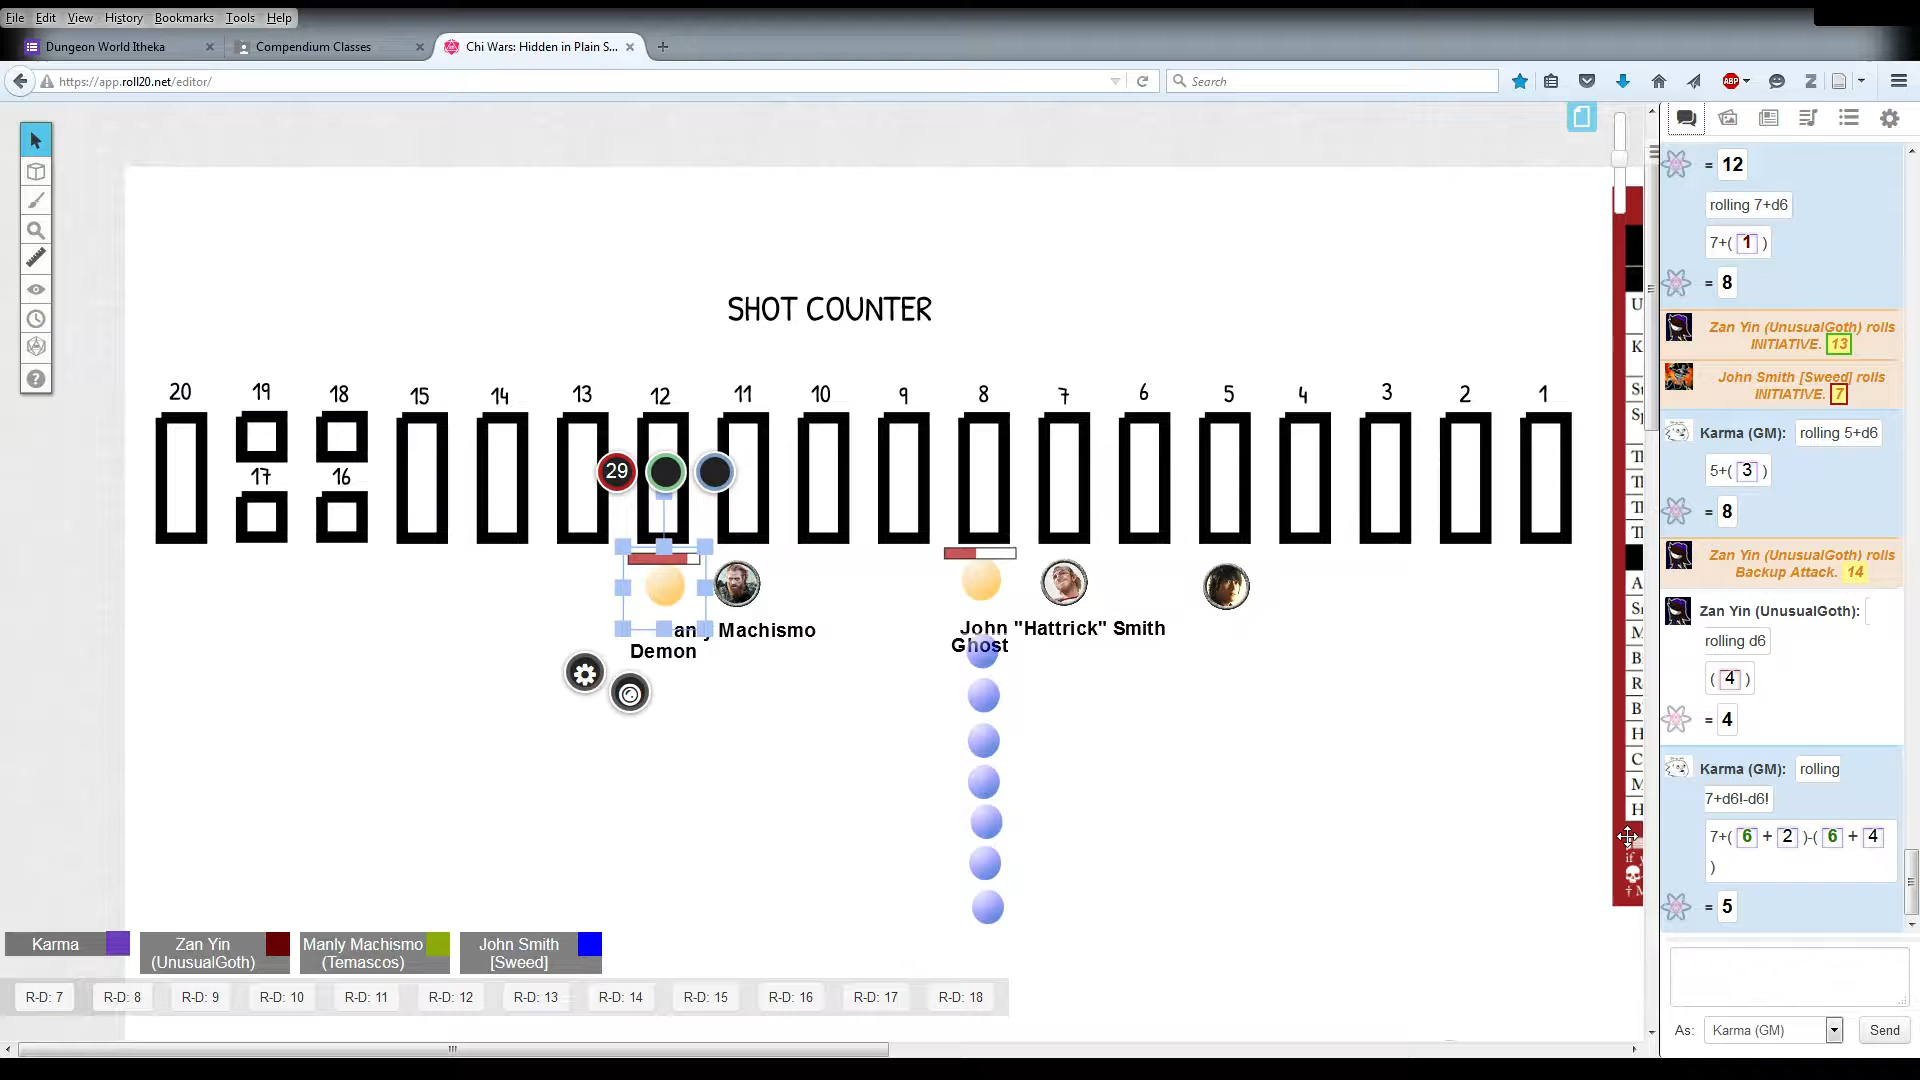 File Edit View History Bookmarks Tools Help
Dungeon World Itheka
Compendium Classes
Chi Wars: Hidden in Plain S...
https://app.roll20.net/editor/
Search
ABP
SHOT COUNTER
20 19 18 15 14 13 12 11 10 9 8 7 6 5 4 3 2 1
17 16
29
Manly Machismo
Demon
John "Hattrick" Smith
Ghost
Karma
Zan Yin
(UnusualGoth)
Manly Machismo
(Temascos)
John Smith
[Sweed]
R-D: 7 R-D: 8 R-D: 9 R-D: 10 R-D: 11 R-D: 12 R-D: 13 R-D: 14 R-D: 15 R-D: 16 R-D: 17 R-D: 18
= 12
rolling 7+d6
7+( 1 )
= 8
Zan Yin (UnusualGoth) rolls
INITIATIVE. 13
John Smith [Sweed] rolls
INITIATIVE. 7
Karma (GM): rolling 5+d6
5+( 3 )
= 8
Zan Yin (UnusualGoth) rolls
Backup Attack. 14
Zan Yin (UnusualGoth):
rolling d6
( 4 )
= 4
Karma (GM): rolling
7+d6!-d6!
7+( 6 + 2 )-( 6 + 4
)
= 5
As: Karma (GM) Send